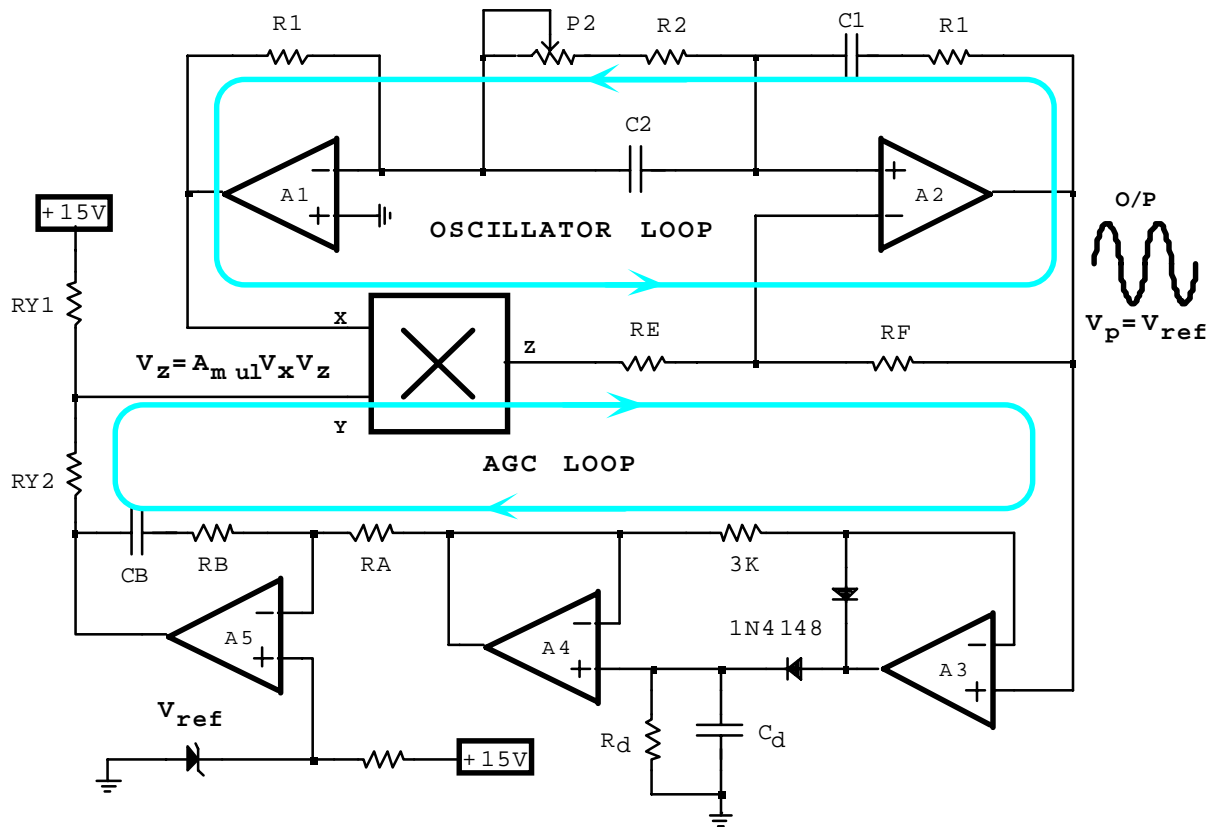 R1
P2
R2
C1
R1
C2
A1
−
+
+
−
A2
+15V
OSCILLATOR LOOP
O/P
RY1
X
Z
RE
RF
Vp=Vref
Vz=AmulVxVz
Y
RY2
AGC LOOP
CB
RB
RA
3K
A5
−
+
A4
−
+
1N4148
A3
−
+
Vref
Rd
Cd
+15V